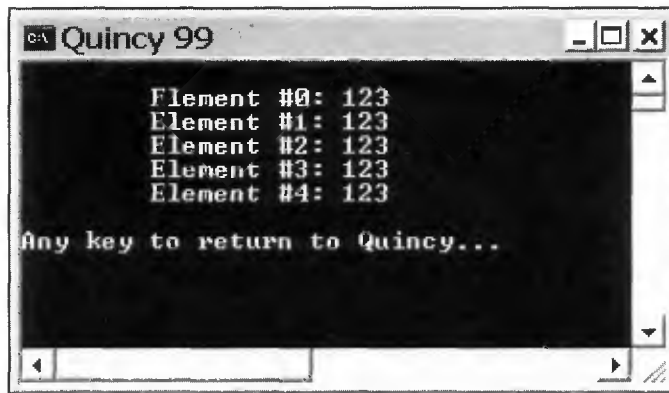 Quincy 99
Element #0: 123
Element #1: 123
Element #2: 123
Element #3: 123
Element #4: 123
Any key to return to Quincy...